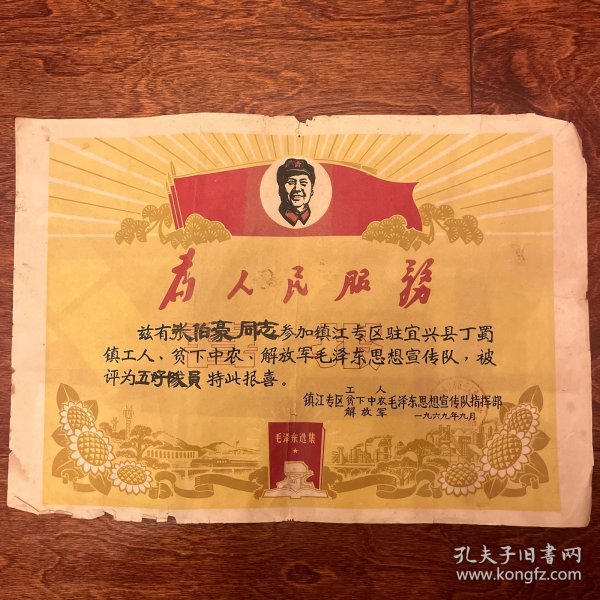 为人民服务
兹有张伯豪同志参加镇江专区驻宜兴县丁蜀
镇工人、贫下中农、解放军毛泽东思想宣传队,被
评为五好队员 特此报喜。
镇江专区工人贫下中农解放军毛泽东思想宣传队指挥部
一九六九年九月
毛泽东选集
孔夫子旧书网
www.kongfz.com